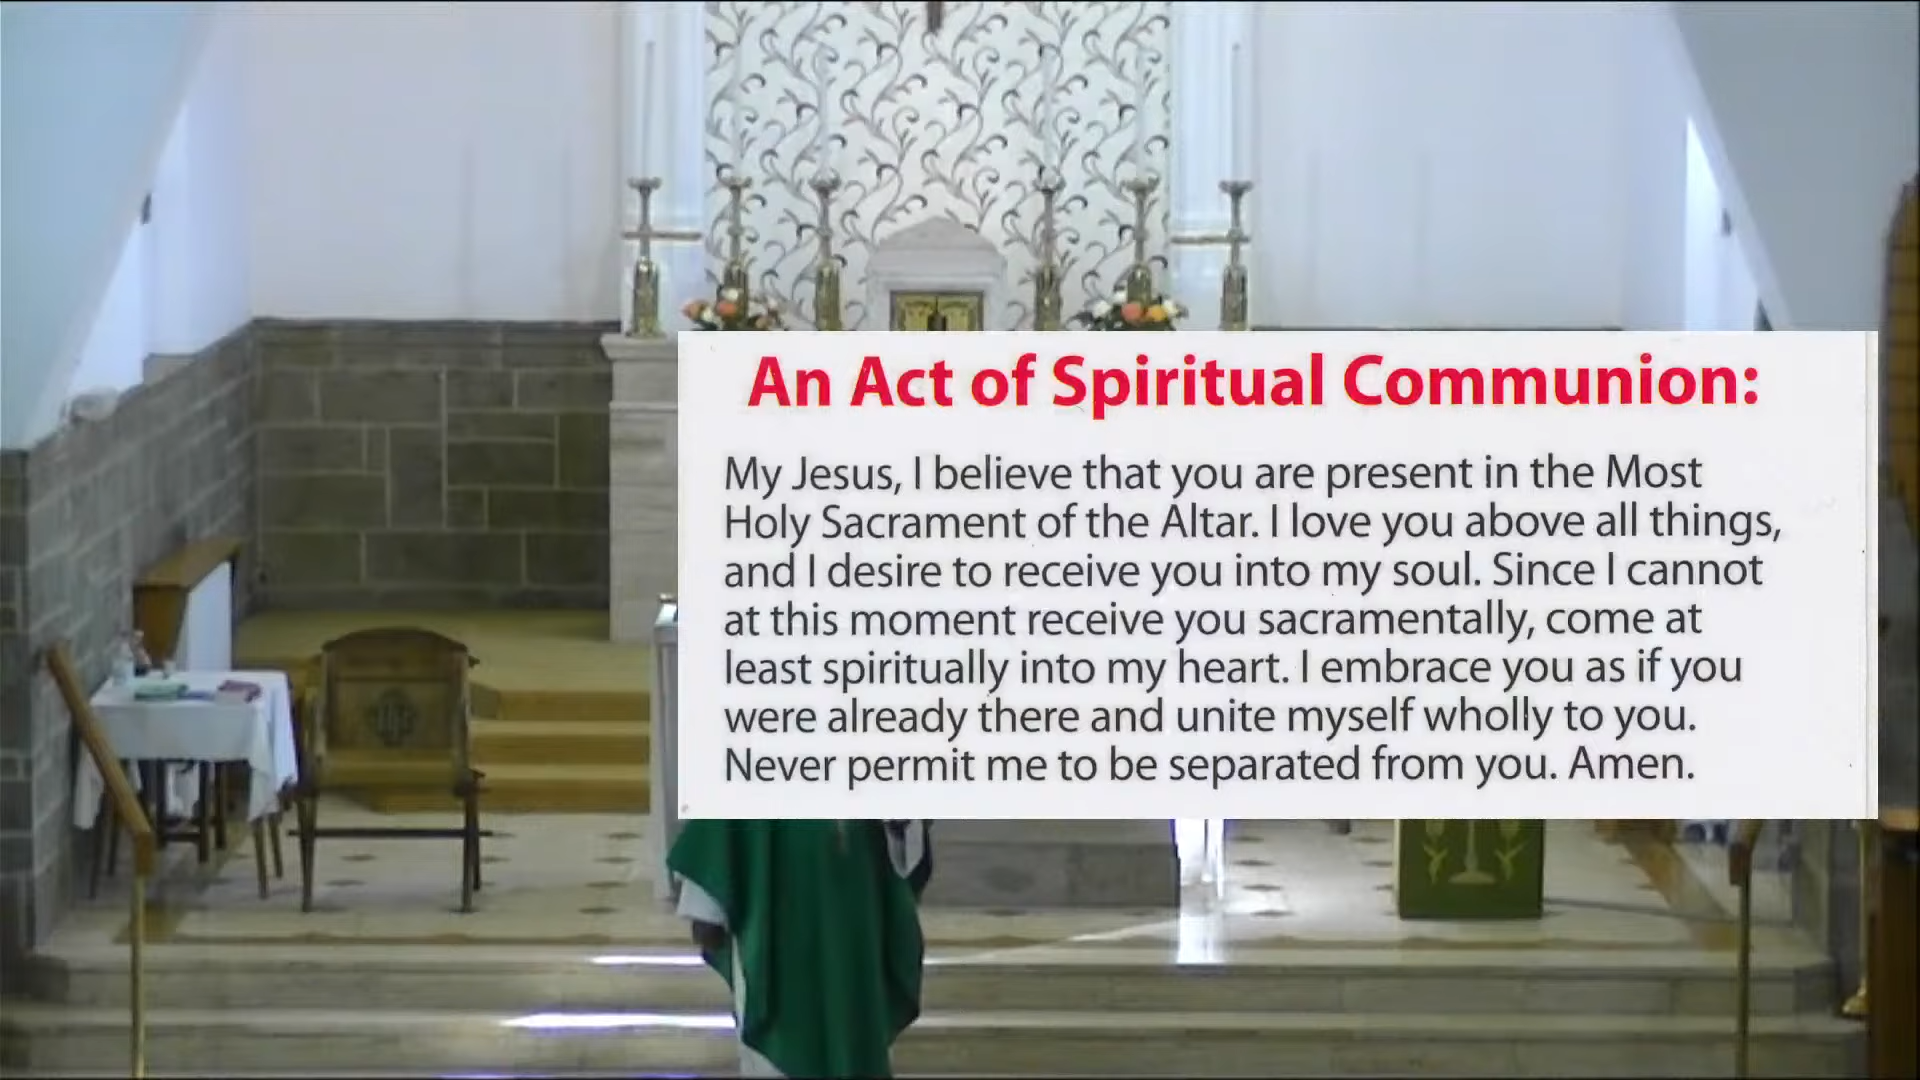 An Act of Spiritual Communion:
My Jesus, I believe that you are present in the Most
Holy Sacrament of the Altar. I love you above all things,
and I desire to receive you into my soul. Since I cannot
at this moment receive you sacramentally, come at
least spiritually into my heart. I embrace you as if you
were already there and unite myself wholly to you.
Never permit me to be separated from you. Amen.